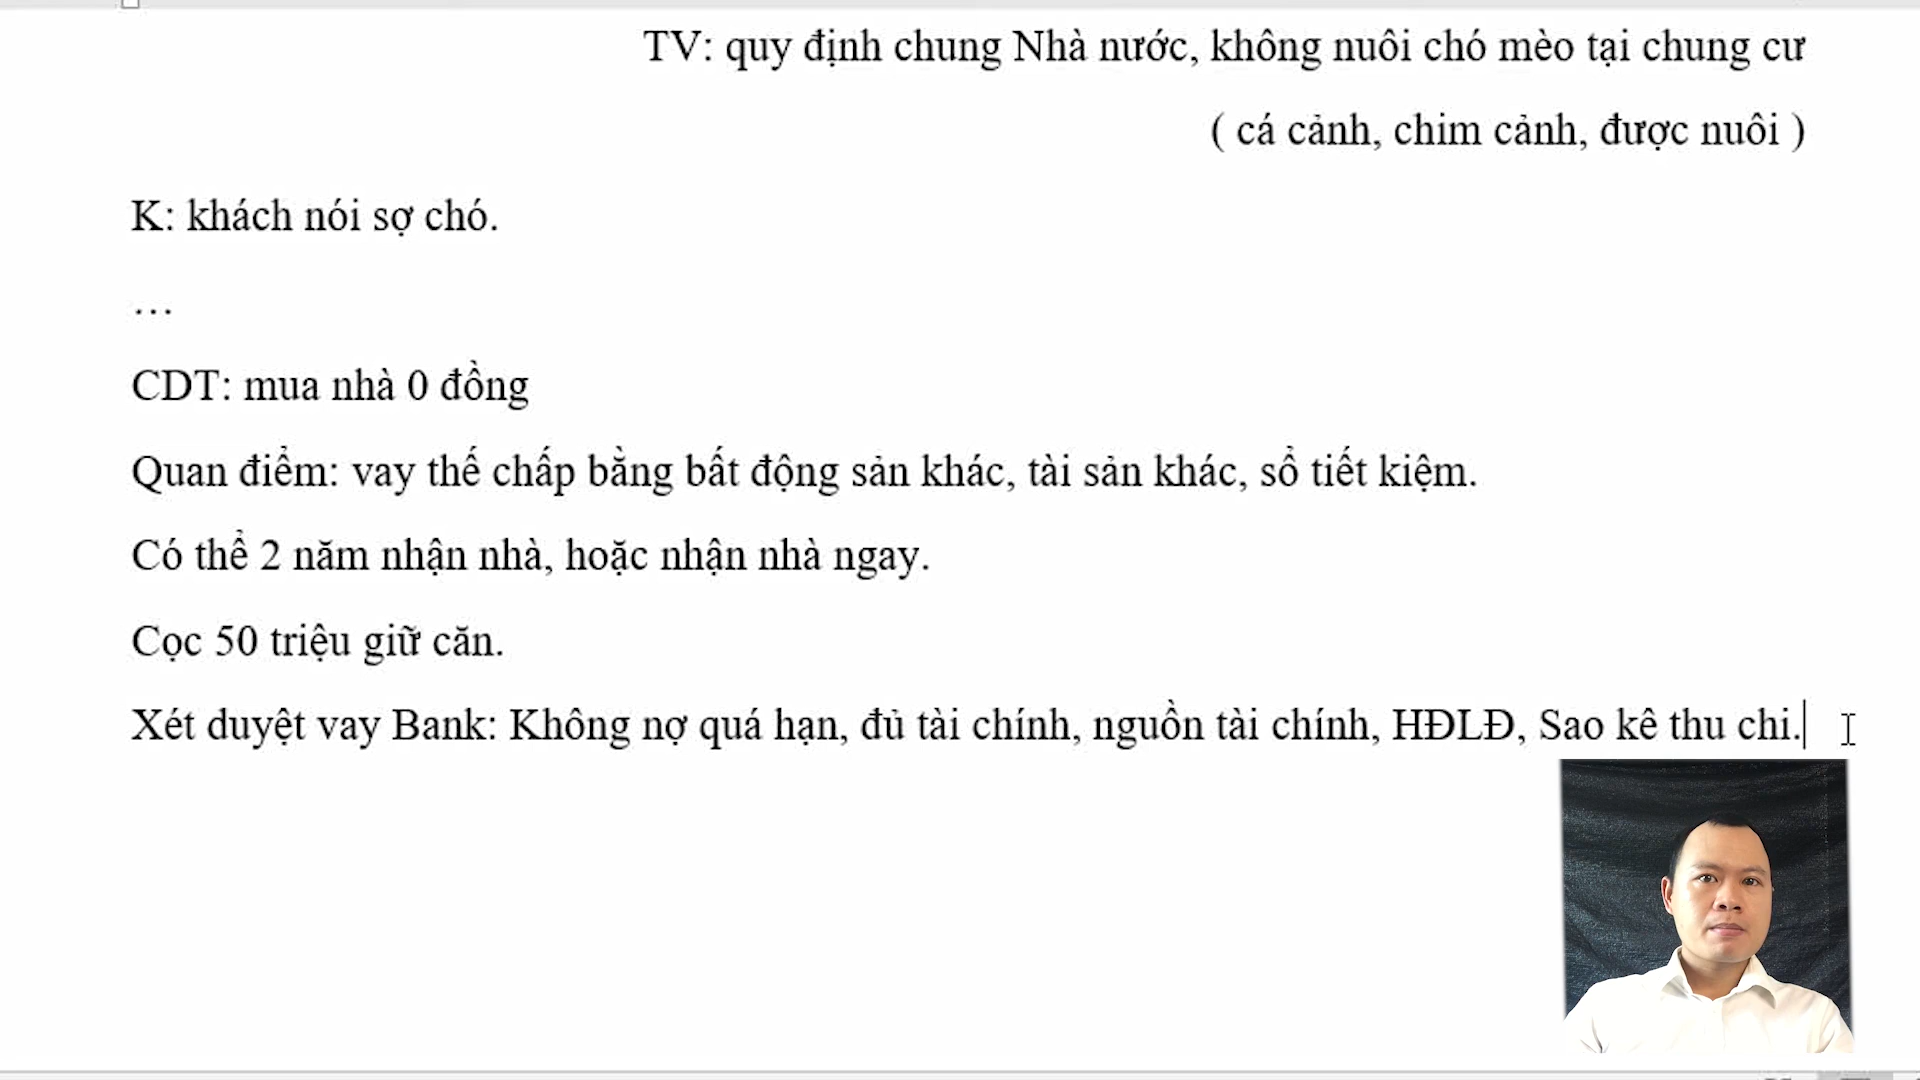 TV: quy định chung Nhà nước, không nuôi chó mèo tại chung cư
( cá cảnh, chim cảnh, được nuôi )
K: khách nói sợ chó.
…
CDT: mua nhà 0 đồng
Quan điểm: vay thế chấp bằng bất động sản khác, tài sản khác, sổ tiết kiệm.
Có thể 2 năm nhận nhà, hoặc nhận nhà ngay.
Cọc 50 triệu giữ căn.
Xét duyệt vay Bank: Không nợ quá hạn, đủ tài chính, nguồn tài chính, HĐLĐ, Sao kê thu chi.